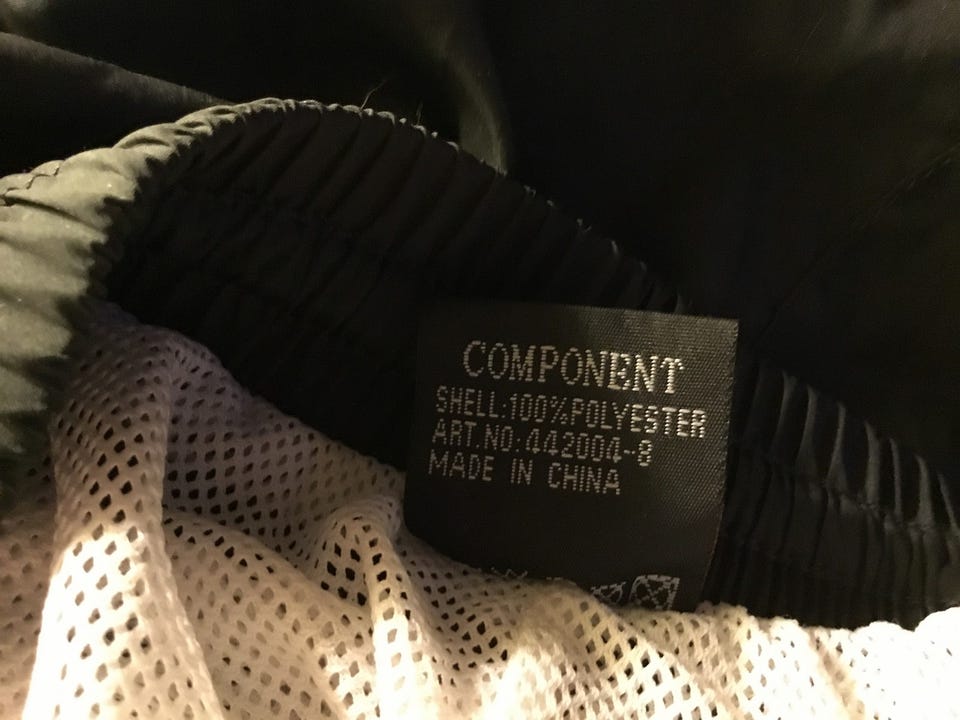 COMPONENT
SHELL:100%POLYESTER
ART.NO:442004-8
MADE IN CHINA